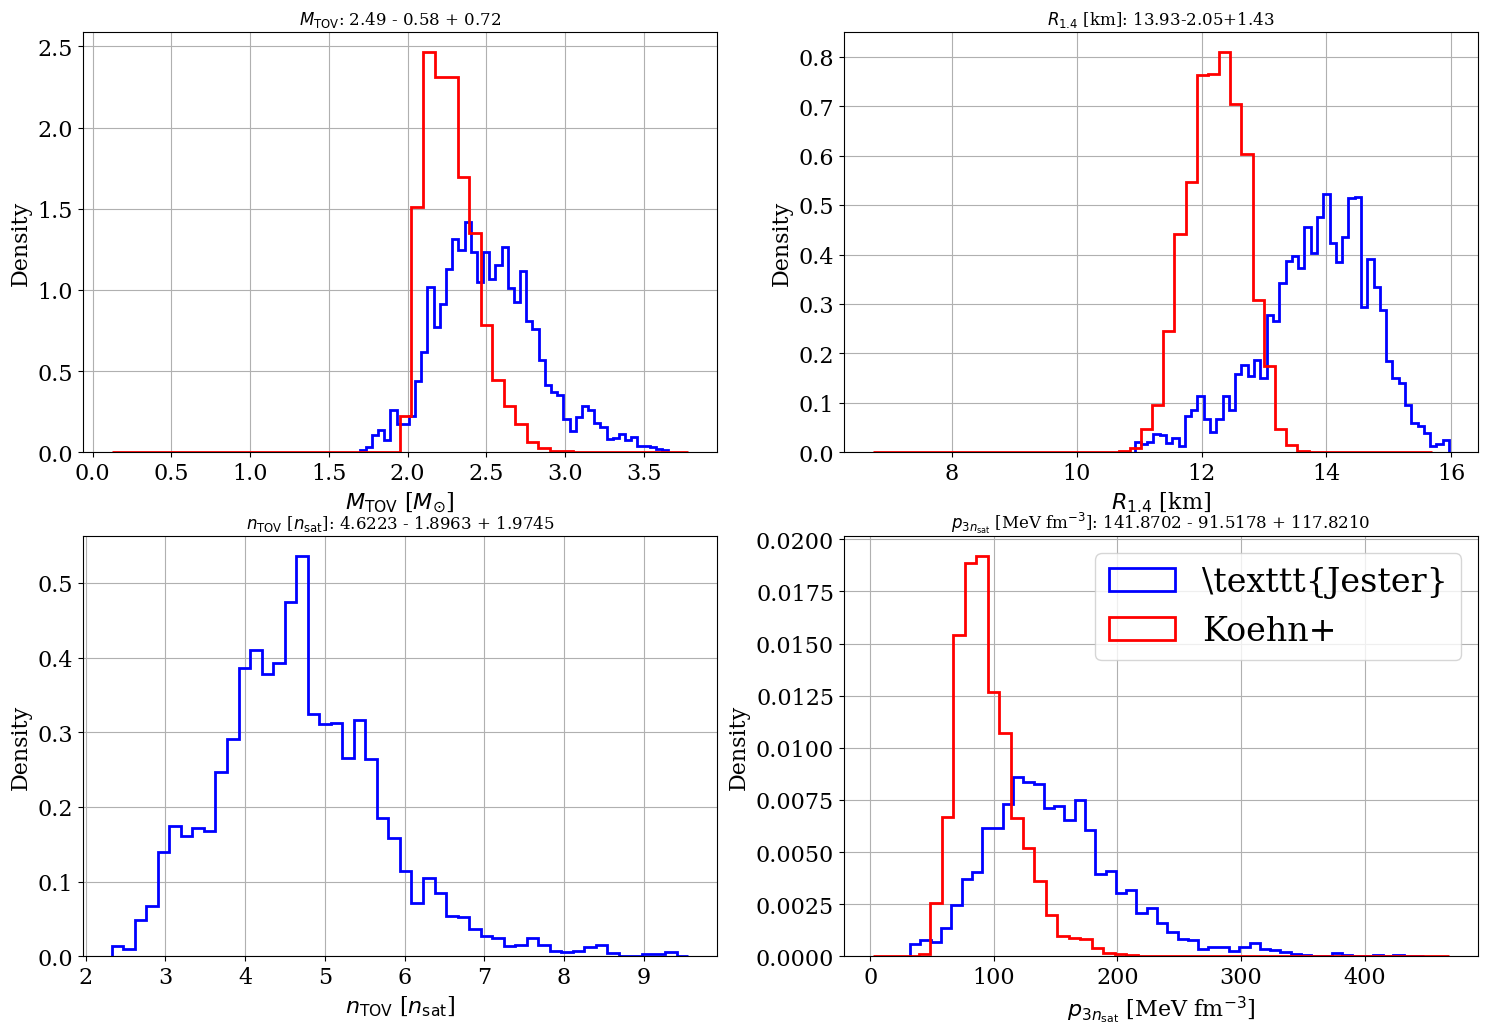 M_TOV: 2.49 - 0.58 + 0.72
2.5
2.0
1.5
1.0
0.5
0.0
Density
0.0 0.5 1.0 1.5 2.0 2.5 3.0 3.5
M_TOV [M_⊙]
R_1.4 [km]: 13.93-2.05+1.43
0.8
0.7
0.6
0.5
0.4
0.3
0.2
0.1
0.0
Density
8 10 12 14 16
R_1.4 [km]
n_TOV [n_sat]: 4.6223 - 1.8963 + 1.9745
0.5
0.4
0.3
0.2
0.1
0.0
Density
2 3 4 5 6 7 8 9
n_TOV [n_sat]
p_3n_sat [MeV fm^−3]: 141.8702 - 91.5178 + 117.8210
0.0200
0.0175
0.0150
0.0125
0.0100
0.0075
0.0050
0.0025
0.0000
Density
\texttt{Jester}
Koehn+
0 100 200 300 400
p_3n_sat [MeV fm^−3]